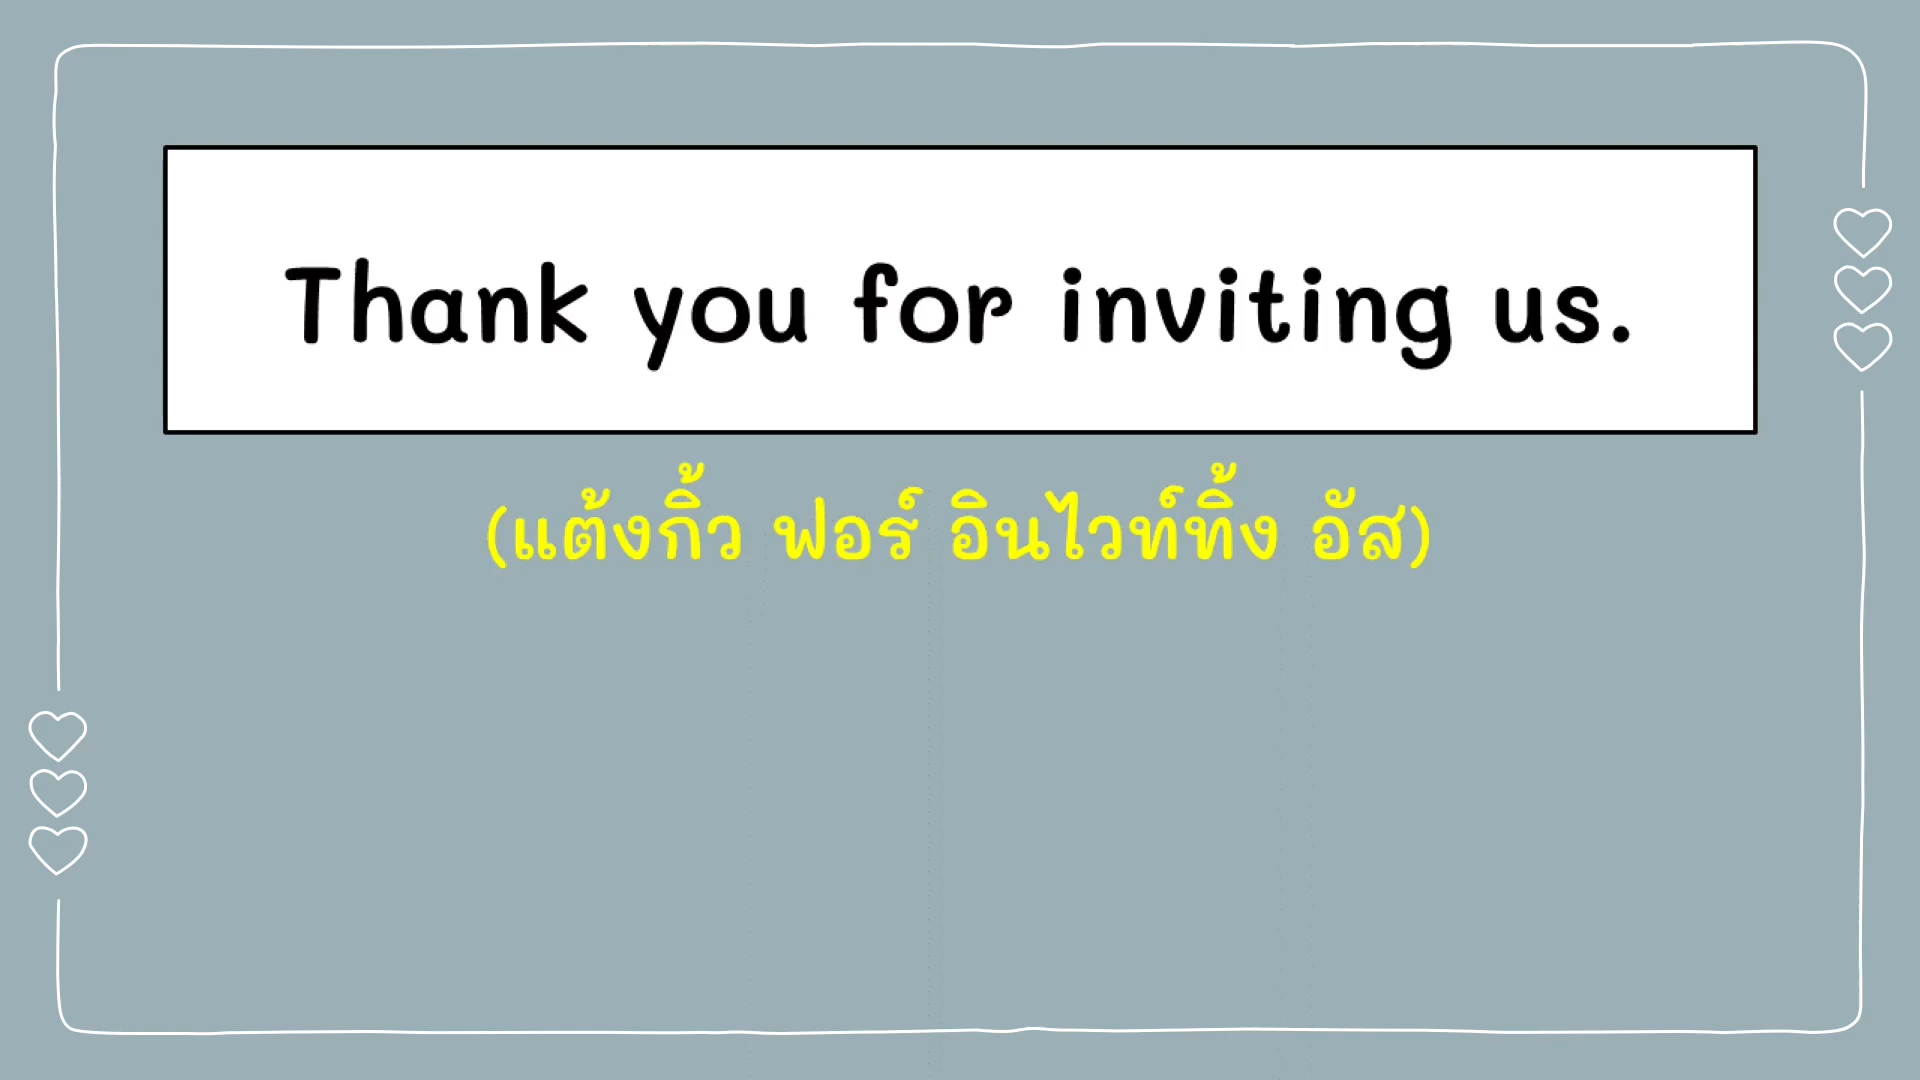 Thank you for inviting us.
(แต้งกิ้ว ฟอร์ อินไวท์ทิ้ง อัส)